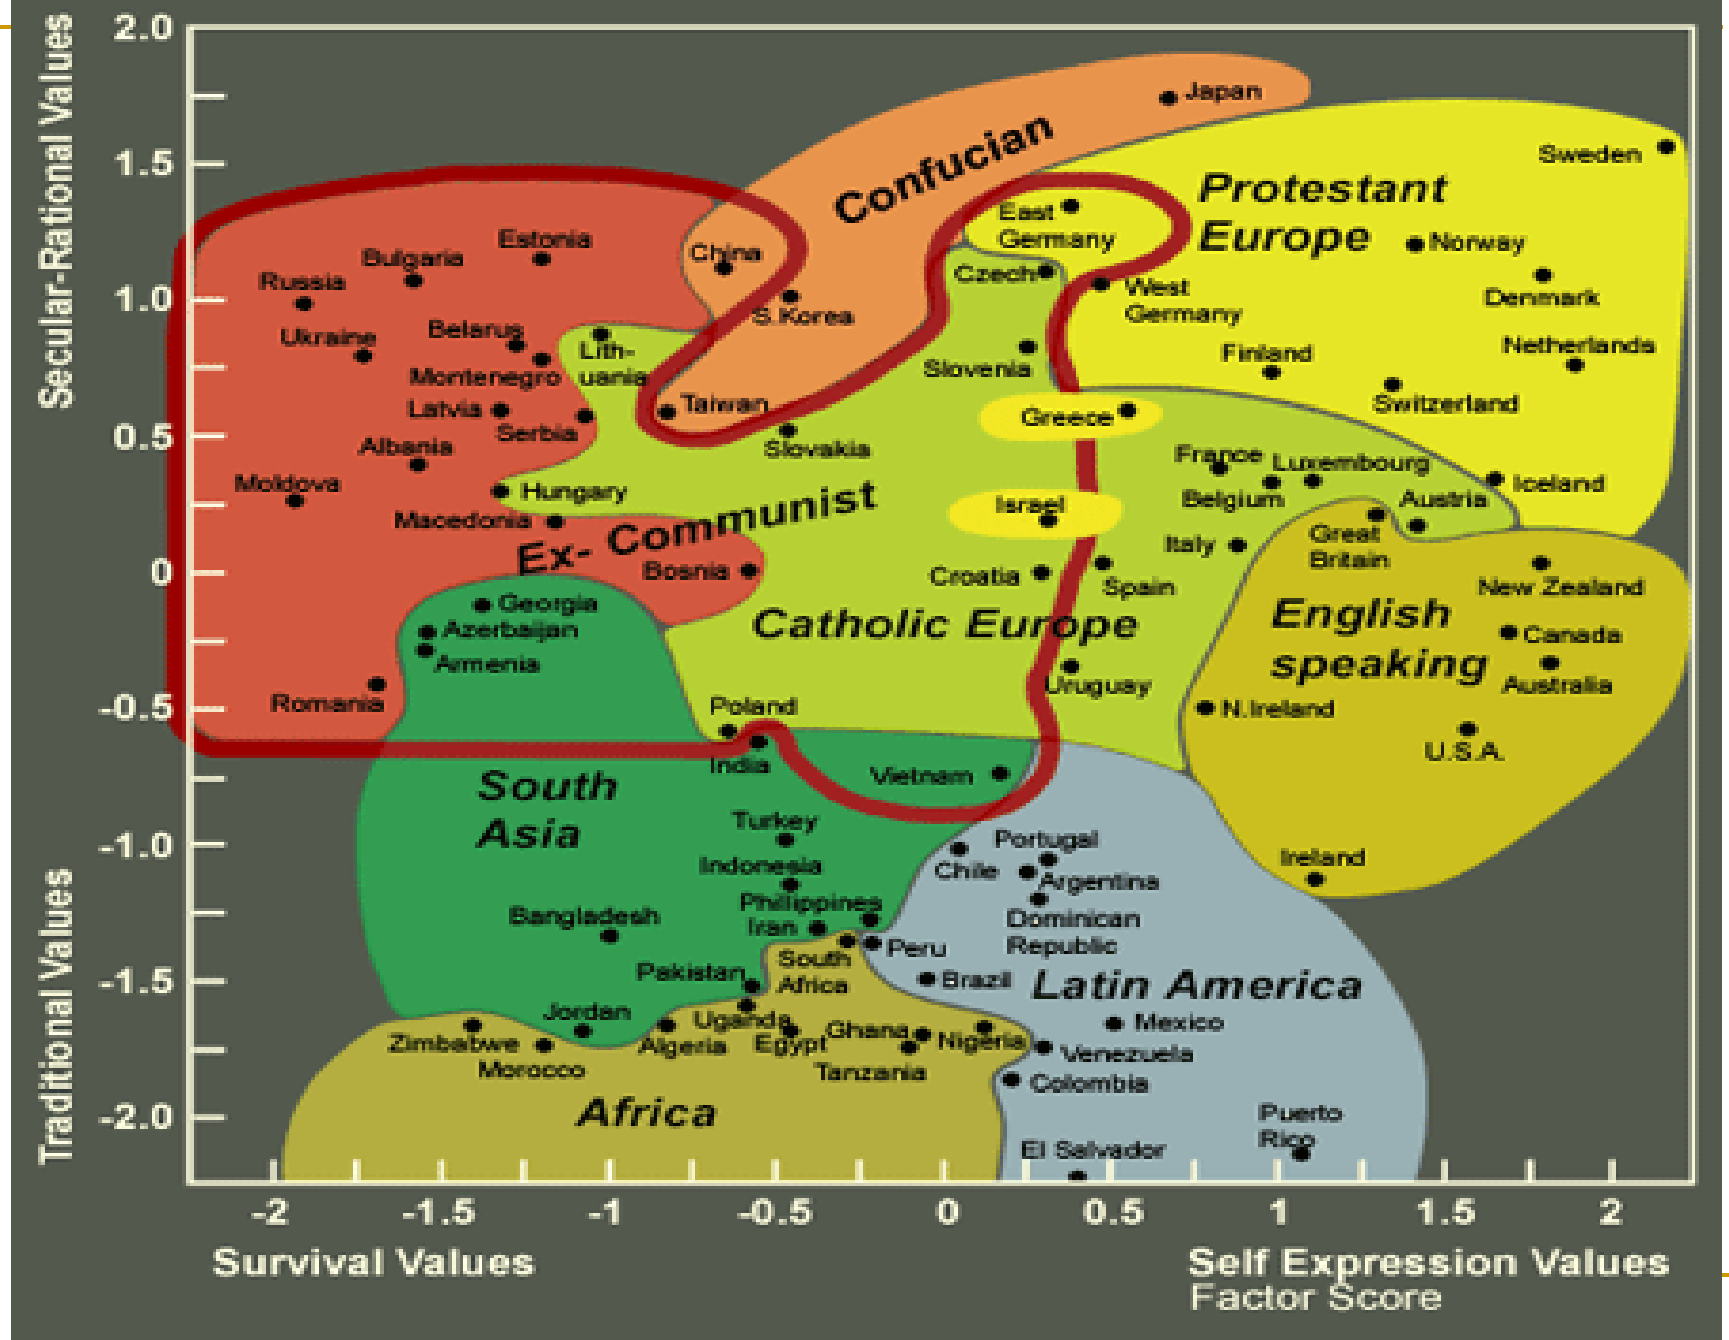 2.0
1.5
1.0
0.5
0
-0.5
-1.0
-1.5
-2.0
Secular-Rational Values
Traditional Values
Japan
Confucian
Sweden
Protestant
Europe
East
Germany
Norway
Estonia
China
Bulgaria
Czech
Russia
West
Germany
Denmark
S.Korea
Ukraine
Belarus
Lith-
uania
Montenegro
Slovenia
Finland
Netherlands
Latvia
Taiwan
Greece
Switzerland
Serbia
Albania
Slovakia
France
Luxembourg
Moldova
Hungary
Belgium
Austria
Iceland
Macedonia
Israel
Ex- Communist
Great
Britain
Italy
Bosnia
Croatia
Spain
New Zealand
Georgia
Catholic Europe
English
speaking
Azerbaijan
Armenia
Canada
Uruguay
Australia
Romania
Poland
N.Ireland
U.S.A.
India
Vietnam
South
Asia
Turkey
Portugal
Indonesia
Chile
Argentina
Ireland
Phillippines
Bangladesh
Iran
Dominican
Republic
Peru
South
Africa
Pakistan
Brazil
Latin America
Jordan
Uganda
Ghana
Mexico
Zimbabwe
Algeria
Egypt
Nigeria
Venezuela
Morocco
Tanzania
Colombia
Africa
Puerto
Rico
El Salvador
-2 -1.5 -1 -0.5 0 0.5 1 1.5 2
Survival Values
Self Expression Values
Factor Score